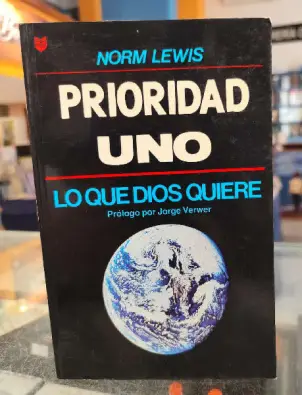 NORM LEWIS
PRIORIDAD
UNO
LO QUE DIOS QUIERE
Prólogo por Jorge Verwer